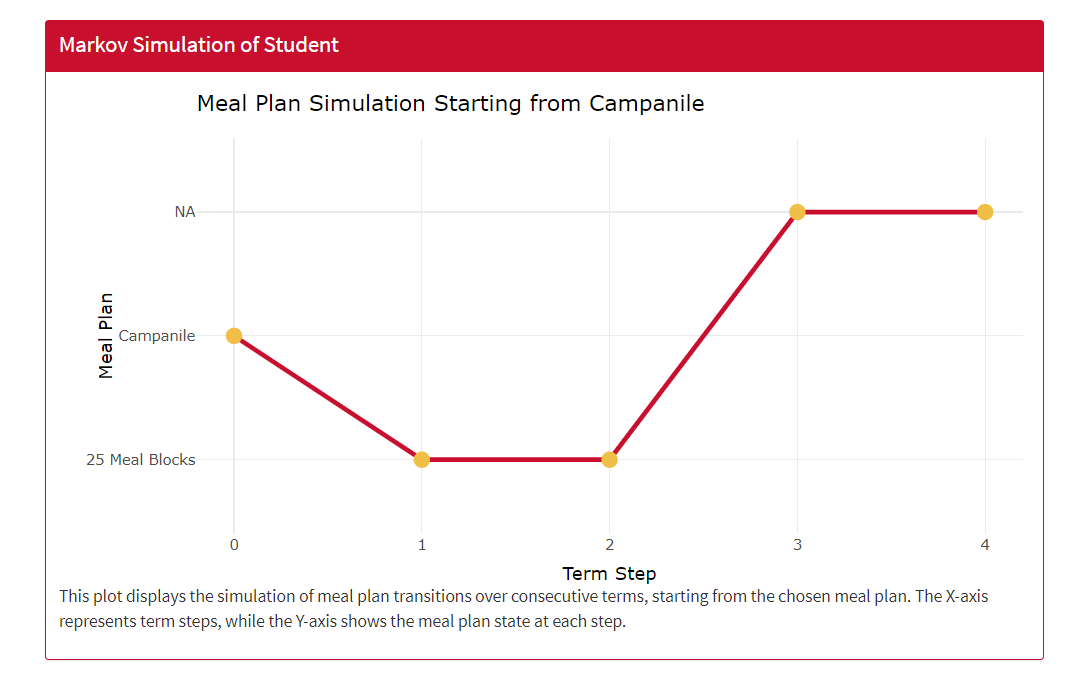 Markov Simulation of Student
Meal Plan Simulation Starting from Campanile
NA
Campanile
25 Meal Blocks
Meal Plan
0 1 2 3 4
Term Step
This plot displays the simulation of meal plan transitions over consecutive terms, starting from the chosen meal plan. The X-axis
represents term steps, while the Y-axis shows the meal plan state at each step.